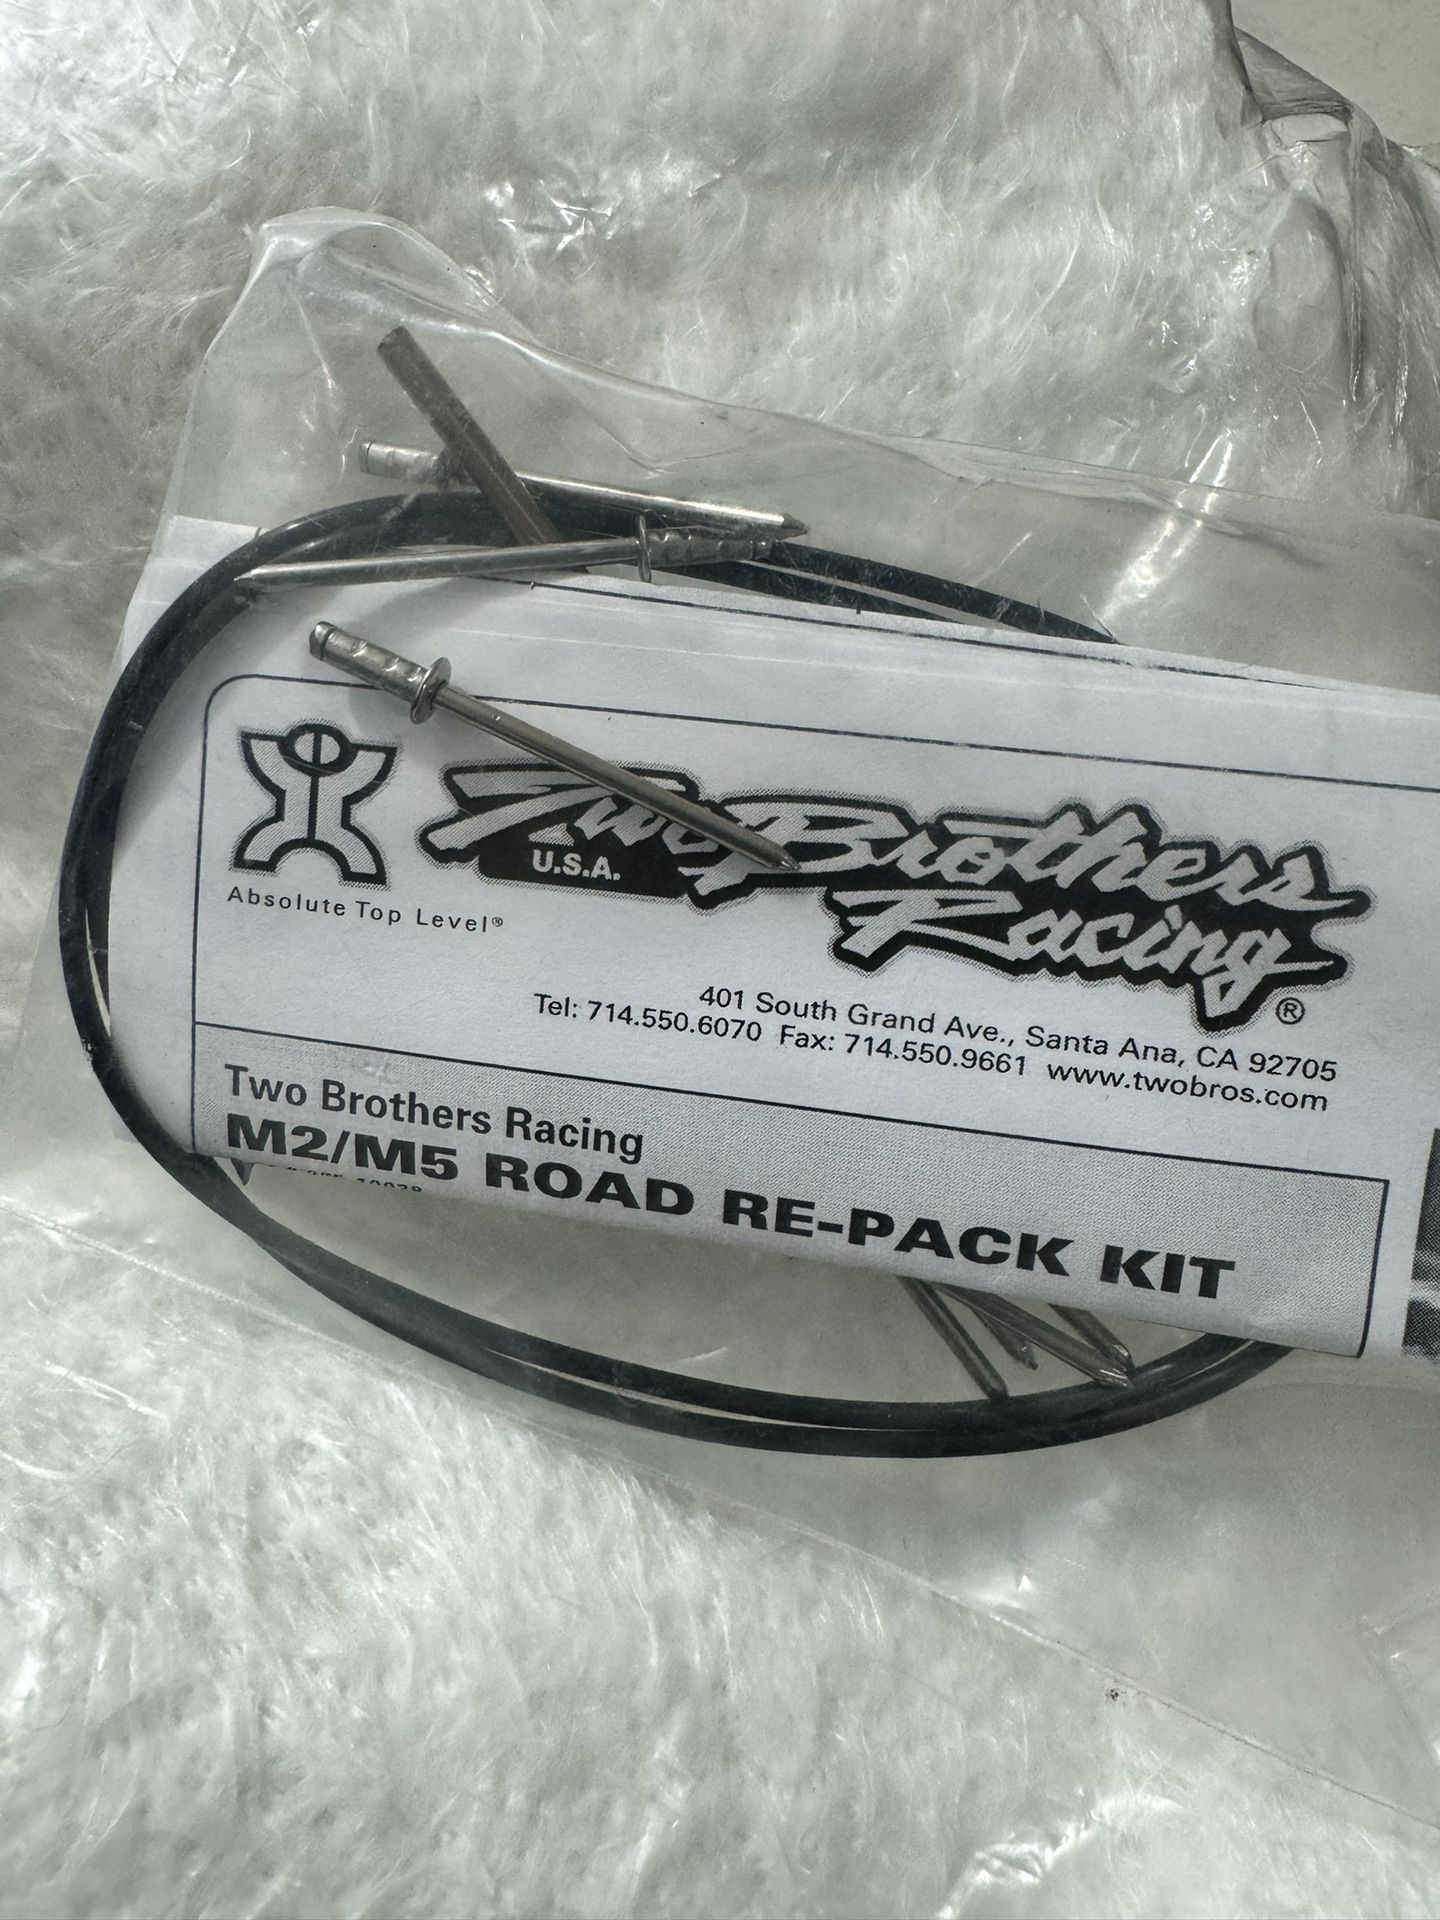 Two Brothers
U.S.A.
Racing®
Absolute Top Level®
401 South Grand Ave., Santa Ana, CA 92705
Tel: 714.550.6070 Fax: 714.550.9661 www.twobros.com
Two Brothers Racing
M2/M5 ROAD RE-PACK KIT